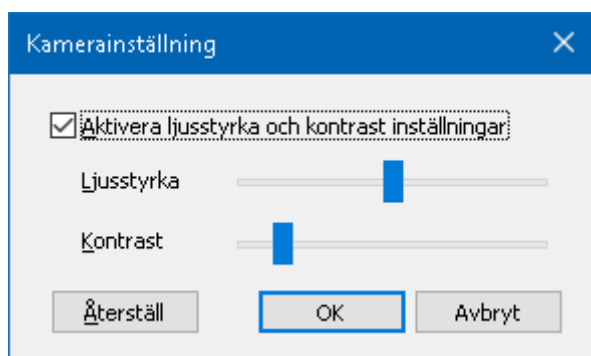 Kamerainställning
Aktivera ljusstyrka och kontrast inställningar
Ljusstyrka
Kontrast
Återställ OK Avbryt